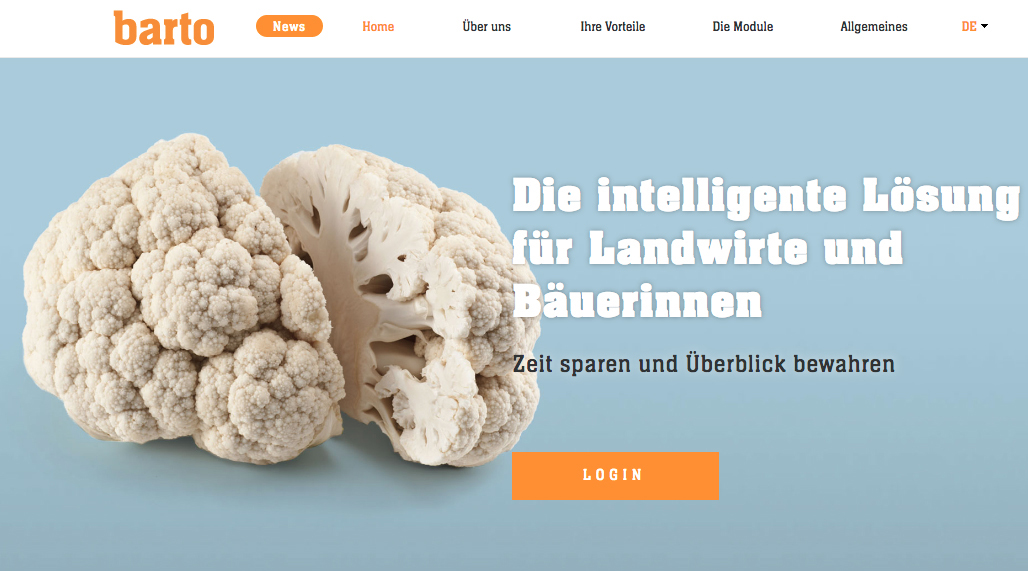 barto
News
Home
Über uns
Ihre Vorteile
Die Module
Allgemeines
DE
Die intelligente Lösung
für Landwirte und
Bäuerinnen
Zeit sparen und Überblick bewahren
LOGIN